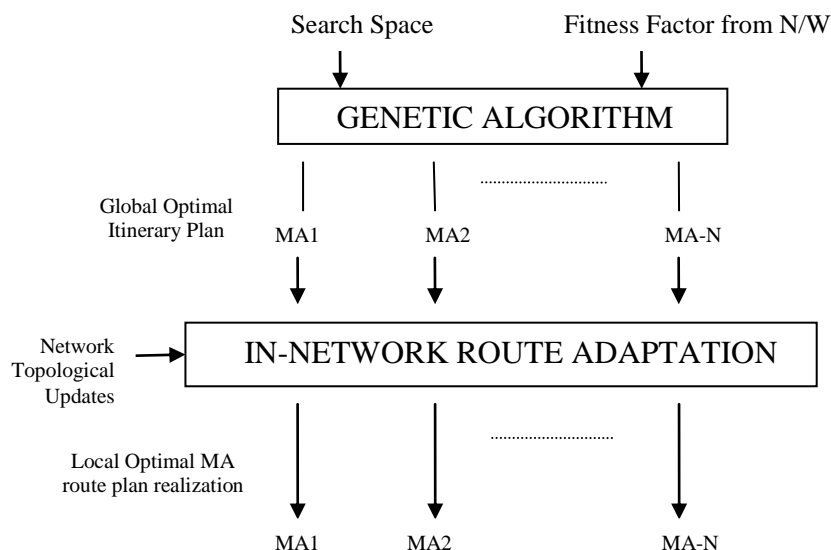 Search Space
Fitness Factor from N/W
GENETIC ALGORITHM
Global Optimal
Itinerary Plan
MA1
MA2
MA-N
Network
Topological
Updates
IN-NETWORK ROUTE ADAPTATION
Local Optimal MA
route plan realization
MA1
MA2
MA-N